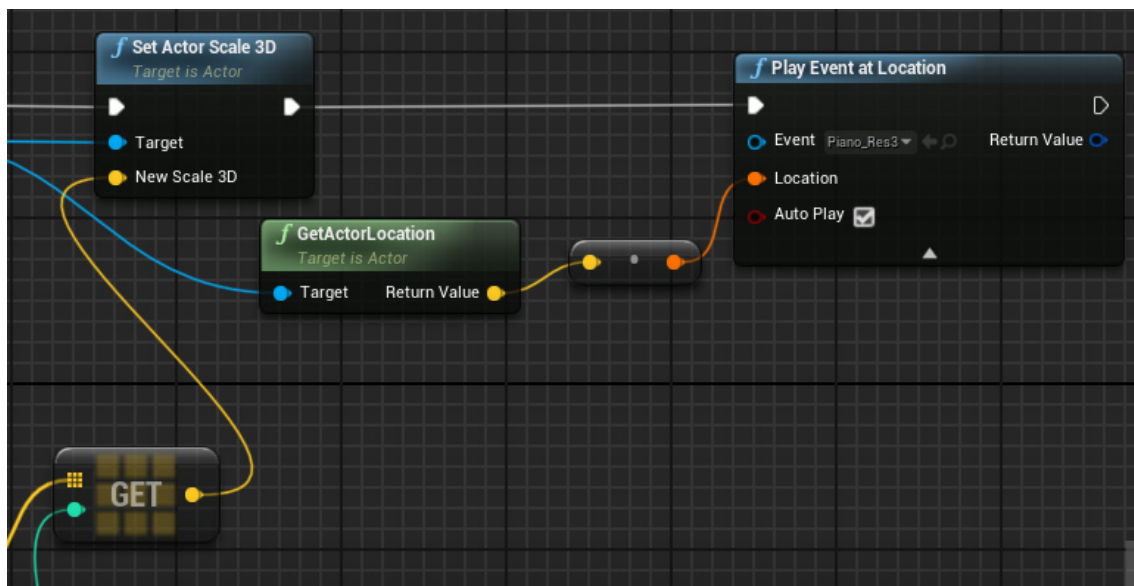 f Set Actor Scale 3D
Target is Actor
Target
New Scale 3D
f Play Event at Location
Event Piano_Res3 Return Value
Location
Auto Play
f GetActorLocation
Target is Actor
Target Return Value
GET